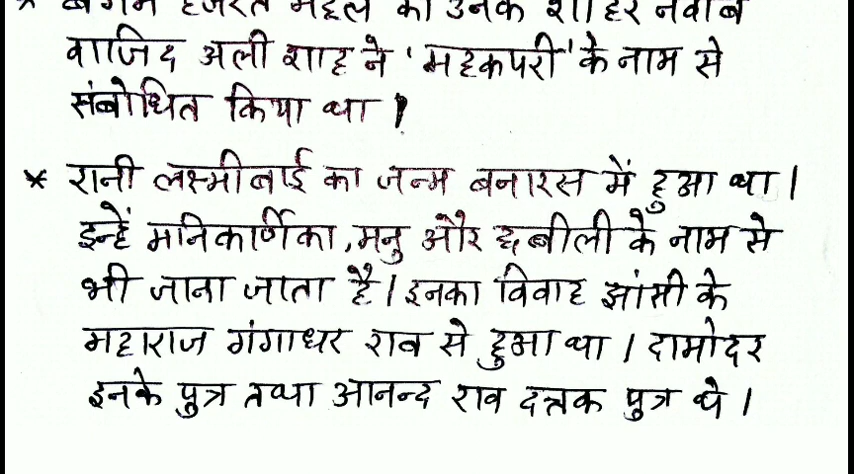 * बेगम हजरत महल को उनके शौहर नवाब
वाजिद अली शाह ने 'महकपरी' के नाम से
संबोधित किया था।
* रानी लक्ष्मीबाई का जन्म बनारस में हुआ था।
इन्हें मनिकार्णिका, मनु और छबीली के नाम से
भी जाना जाता है। इनका विवाह झांसी के
महाराज गंगाधर राव से हुआ था। दामोदर
इनके पुत्र तथा आनन्द राव दत्तक पुत्र थे।